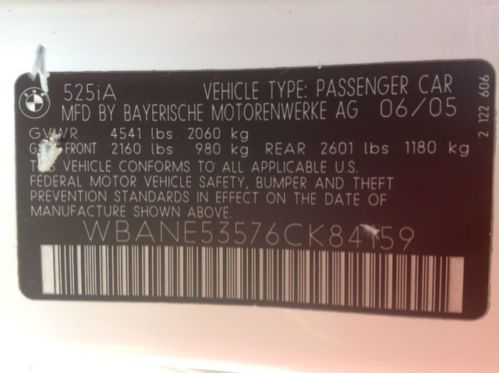 525iA VEHICLE TYPE: PASSENGER CAR
MFD BY BAYERISCHE MOTORENWERKE AG 06/05
GVWR 4541 lbs 2060 kg
FRONT 2160 lbs 980 kg REAR 2601 lbs 1180 kg
THIS VEHICLE CONFORMS TO ALL APPLICABLE U.S.
FEDERAL MOTOR VEHICLE SAFETY, BUMPER AND THEFT
PREVENTION STANDARDS IN EFFECT ON THE DATE OF
MANUFACTURE SHOWN ABOVE.
WBANE53576CK84159
2 122 606